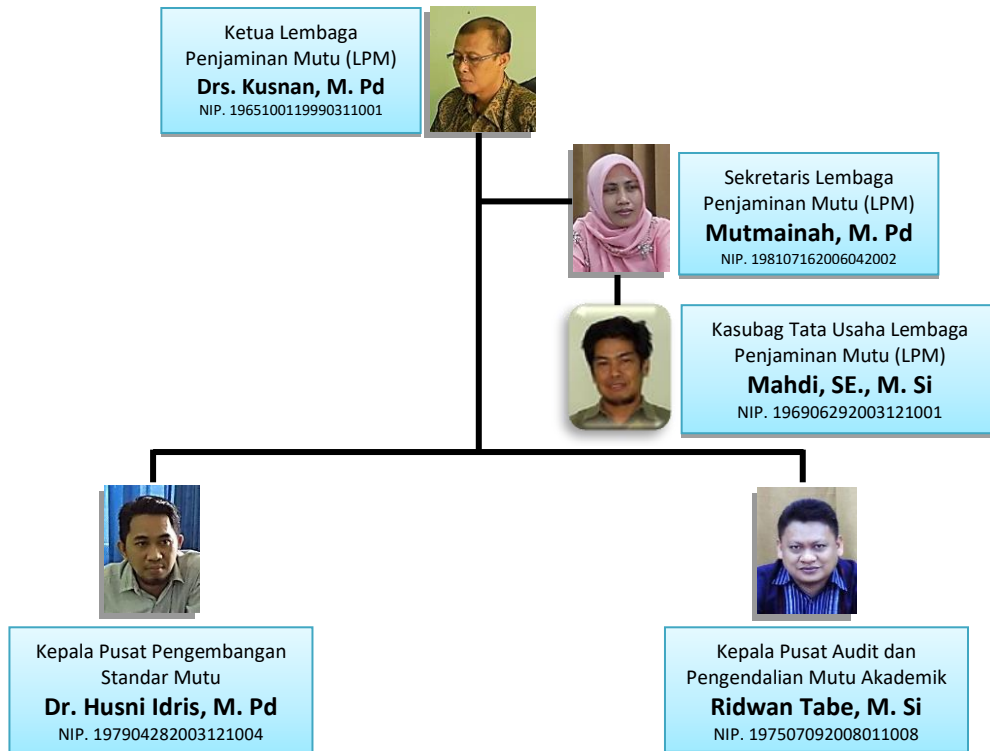 Ketua Lembaga
Penjaminan Mutu (LPM)
Drs. Kusnan, M. Pd
NIP. 1965100119990311001
Sekretaris Lembaga
Penjaminan Mutu (LPM)
Mutmainah, M. Pd
NIP. 198107162006042002
Kasubag Tata Usaha Lembaga
Penjaminan Mutu (LPM)
Mahdi, SE., M. Si
NIP. 196906292003121001
Kepala Pusat Pengembangan
Standar Mutu
Dr. Husni Idris, M. Pd
NIP. 197904282003121004
Kepala Pusat Audit dan
Pengendalian Mutu Akademik
Ridwan Tabe, M. Si
NIP. 197507092008011008